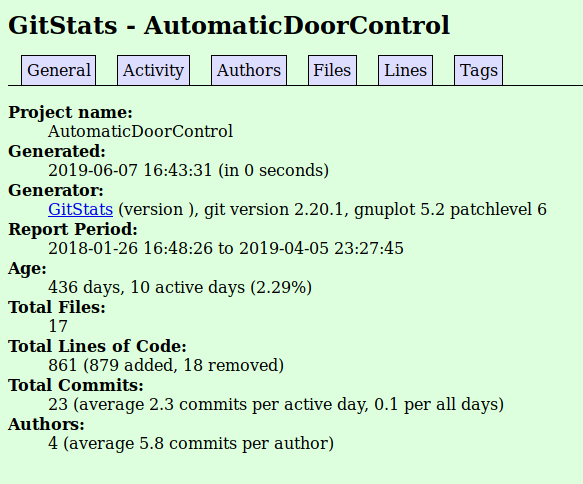 GitStats - AutomaticDoorControl
General Activity Authors Files Lines Tags
Project name:
AutomaticDoorControl
Generated:
2019-06-07 16:43:31 (in 0 seconds)
Generator:
GitStats (version ), git version 2.20.1, gnuplot 5.2 patchlevel 6
Report Period:
2018-01-26 16:48:26 to 2019-04-05 23:27:45
Age:
436 days, 10 active days (2.29%)
Total Files:
17
Total Lines of Code:
861 (879 added, 18 removed)
Total Commits:
23 (average 2.3 commits per active day, 0.1 per all days)
Authors:
4 (average 5.8 commits per author)